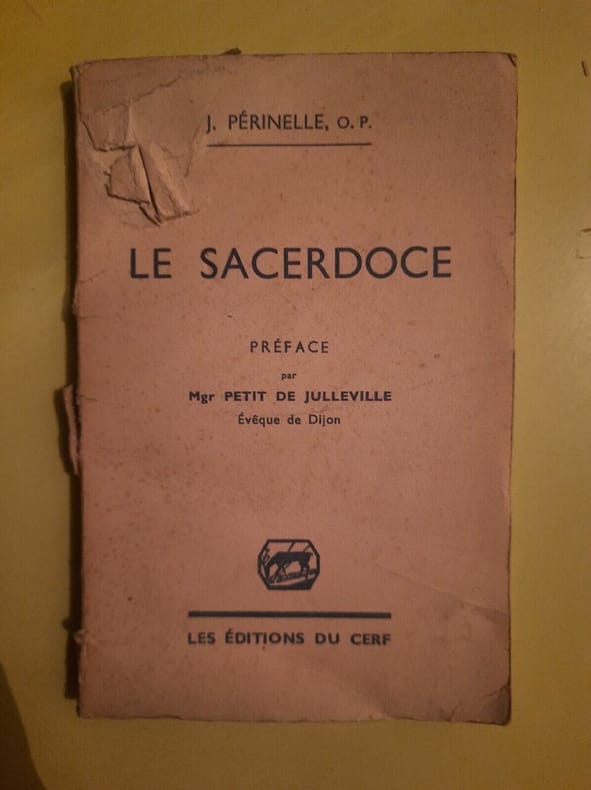 J. PÉRINELLE, O. P.
LE SACERDOCE
PRÉFACE
par
Mgr PETIT DE JULLEVILLE
Évêque de Dijon
LES ÉDITIONS DU CERF